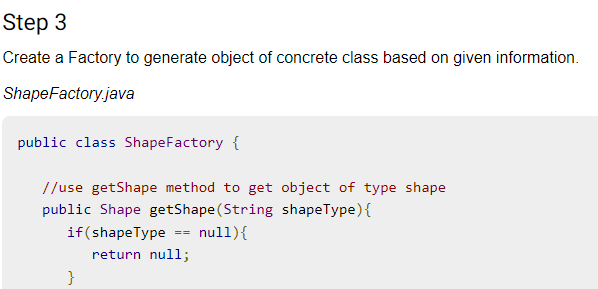 Step 3
Create a Factory to generate object of concrete class based on given information.
ShapeFactory.java
public class ShapeFactory {
//use getShape method to get object of type shape
public Shape getShape(String shapeType){
if(shapeType == null){
return null;
}